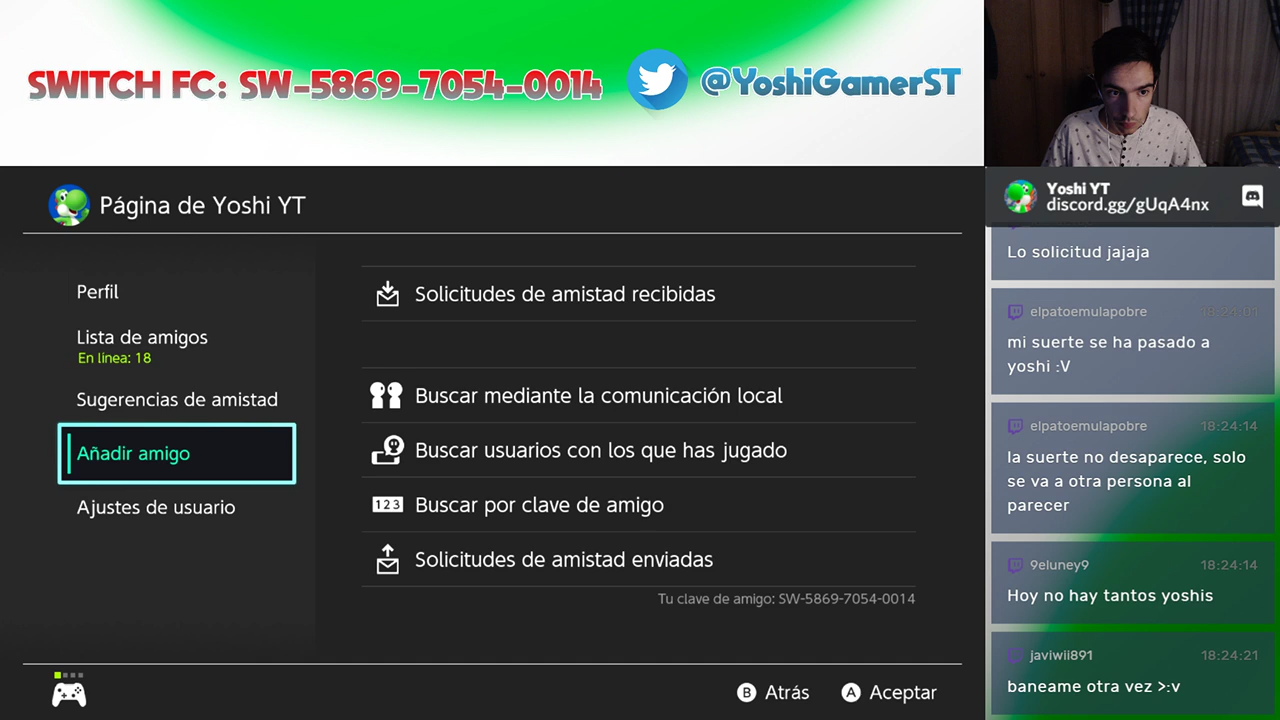 SWITCH FC: SW-5869-7054-0014
@YoshiGamerST
Página de Yoshi YT
Perfil
Lista de amigos
En línea: 18
Sugerencias de amistad
Añadir amigo
Ajustes de usuario
Solicitudes de amistad recibidas
Buscar mediante la comunicación local
Buscar usuarios con los que has jugado
123
Buscar por clave de amigo
Solicitudes de amistad enviadas
Tu clave de amigo: SW-5869-7054-0014
B Atrás
A Aceptar
Yoshi YT
discord.gg/gUqA4nx
Lo solicitud jajaja
elpatoemulapobre 18:24:01
mi suerte se ha pasado a
yoshi :V
elpatoemulapobre 18:24:14
la suerte no desaparece, solo
se va a otra persona al
parecer
9eluney9 18:24:14
Hoy no hay tantos yoshis
javiwii891 18:24:21
baneame otra vez >:v